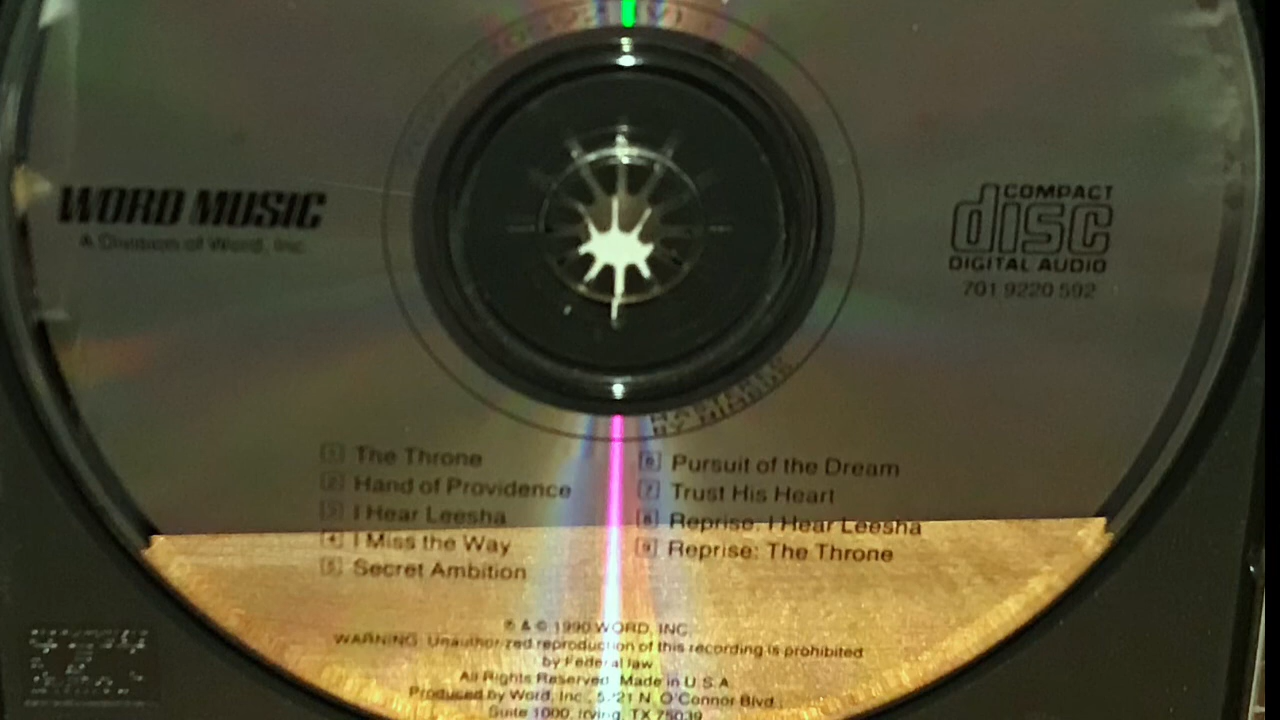 WORD MUSIC
A Division of Word, Inc.
COMPACT
disc
DIGITAL AUDIO
701 9220 592
MASTERED
BY NIMBUS
1 The Throne
2 Hand of Providence
3 I Hear Leesha
4 I Miss the Way
5 Secret Ambition
6 Pursuit of the Dream
7 Trust His Heart
8 Reprise: I Hear Leesha
9 Reprise: The Throne
℗ & © 1990 WORD, INC.
WARNING: Unauthorized reproduction of this recording is prohibited
by Federal law
All Rights Reserved. Made in U.S.A.
Produced by Word, Inc., 5221 N. O'Connor Blvd.,
Suite 1000, Irving, TX 75039